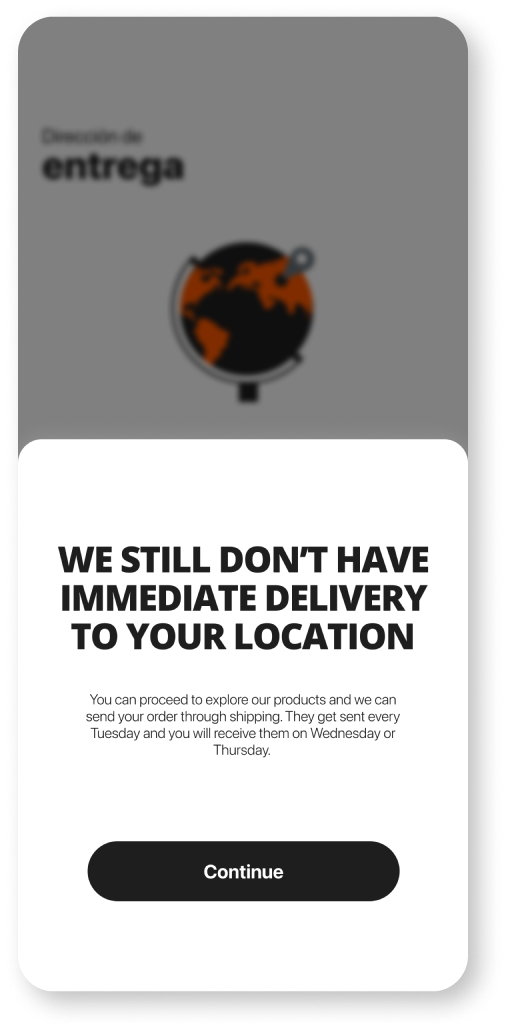 Dirección de
entrega
WE STILL DON’T HAVE
IMMEDIATE DELIVERY
TO YOUR LOCATION
You can proceed to explore our products and we can
send your order through shipping. They get sent every
Tuesday and you will receive them on Wednesday or
Thursday.
Continue